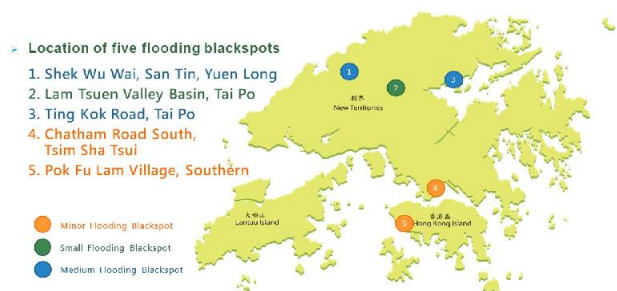 Location of five flooding blackspots
1. Shek Wu Wai, San Tin, Yuen Long
2. Lam Tsuen Valley Basin, Tai Po
3. Ting Kok Road, Tai Po
4. Chatham Road South,
Tsim Sha Tsui
5. Pok Fu Lam Village, Southern
Minor Flooding Blackspot
Small Flooding Blackspot
Medium Flooding Blackspot
1
2
3
新界
New Territories
4
大嶼山
Lantau Island
5
香港島
Hong Kong Island